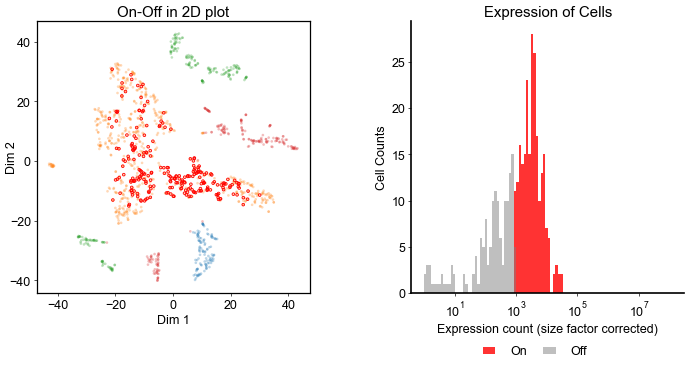 On-Off in 2D plot
40
20
0
−20
−40
Dim 2
−40 −20 0 20 40
Dim 1
Expression of Cells
25
20
15
10
5
0
Cell Counts
10^1 10^3 10^5 10^7
Expression count (size factor corrected)
On Off